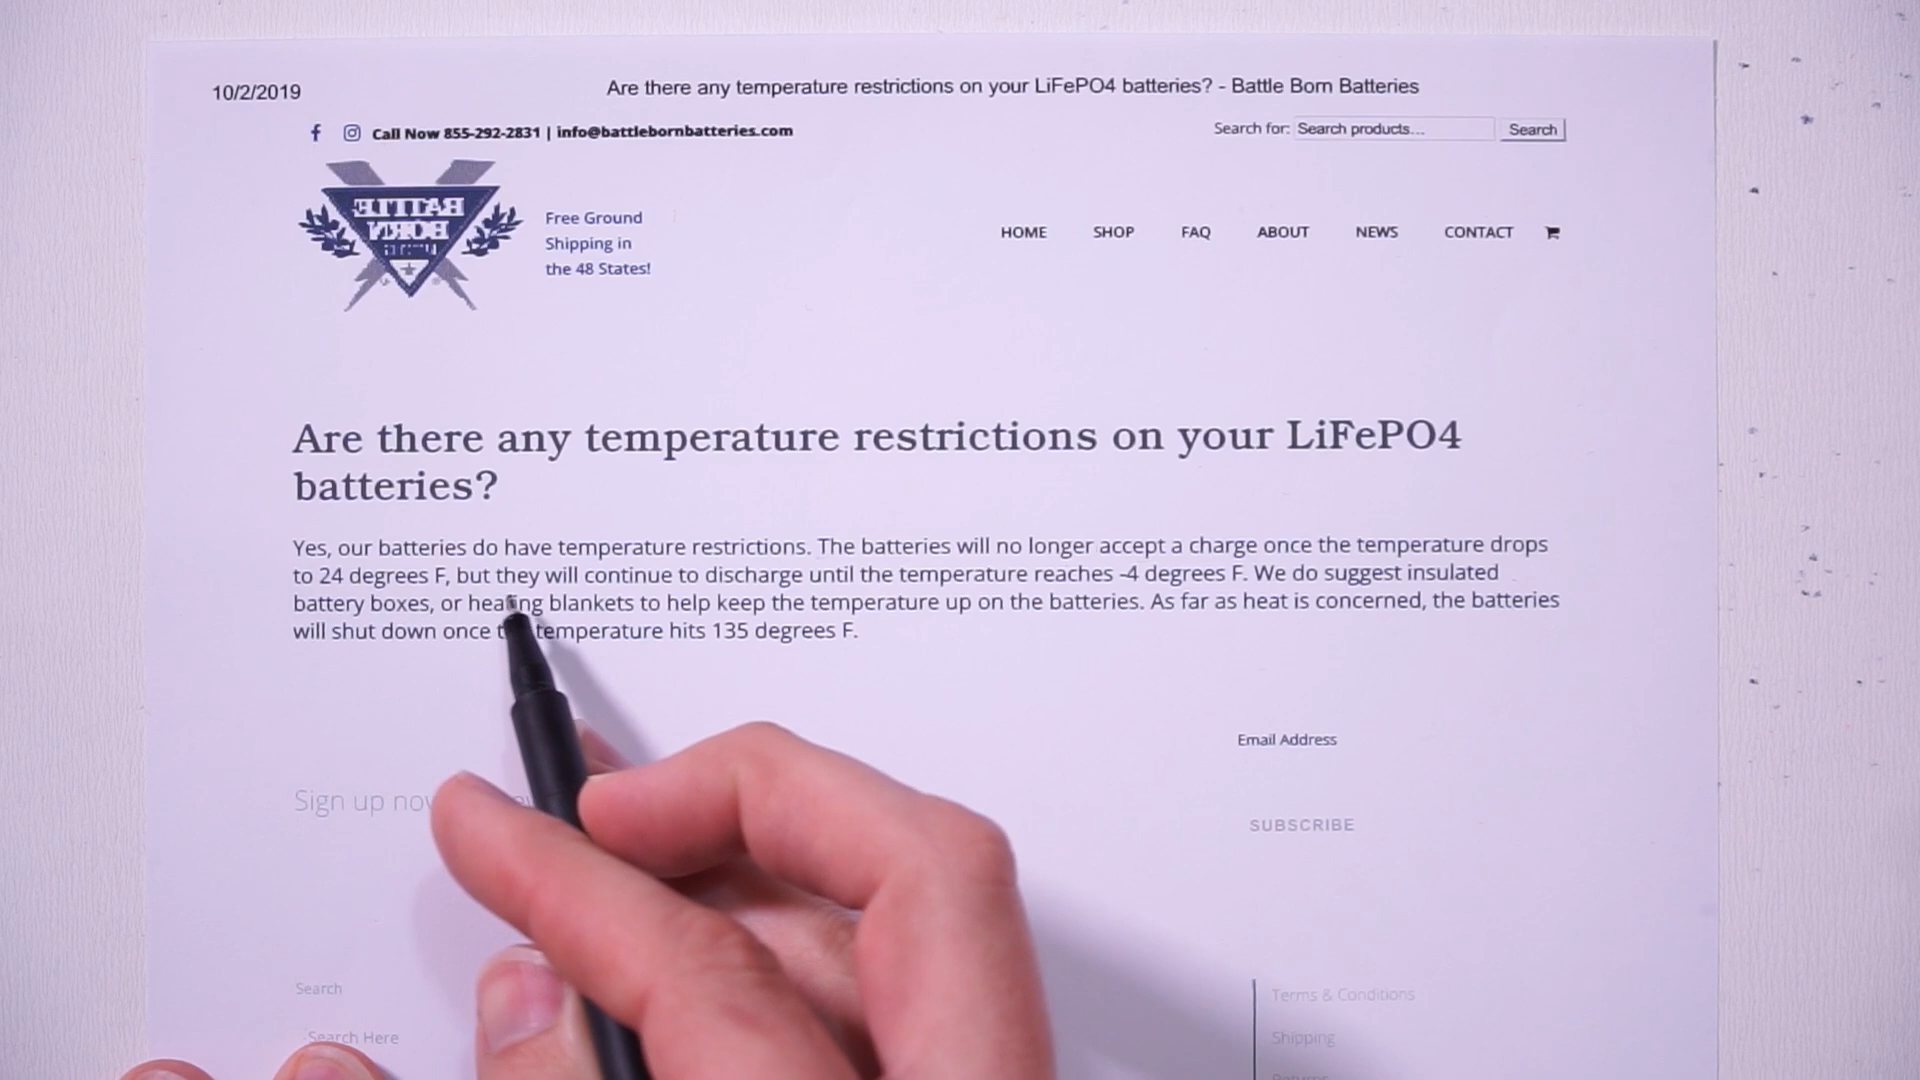 10/2/2019
Are there any temperature restrictions on your LiFePO4 batteries? - Battle Born Batteries
Call Now 855-292-2831 | info@battlebornbatteries.com
Search for: Search products... Search
BATTLE
BORN
Free Ground
Shipping in
the 48 States!
HOME SHOP FAQ ABOUT NEWS CONTACT
Are there any temperature restrictions on your LiFePO4
batteries?
Yes, our batteries do have temperature restrictions. The batteries will no longer accept a charge once the temperature drops
to 24 degrees F, but they will continue to discharge until the temperature reaches -4 degrees F. We do suggest insulated
battery boxes, or heating blankets to help keep the temperature up on the batteries. As far as heat is concerned, the batteries
will shut down once temperature hits 135 degrees F.
Email Address
Sign up
SUBSCRIBE
Search
Search Here
Terms & Conditions
Shipping